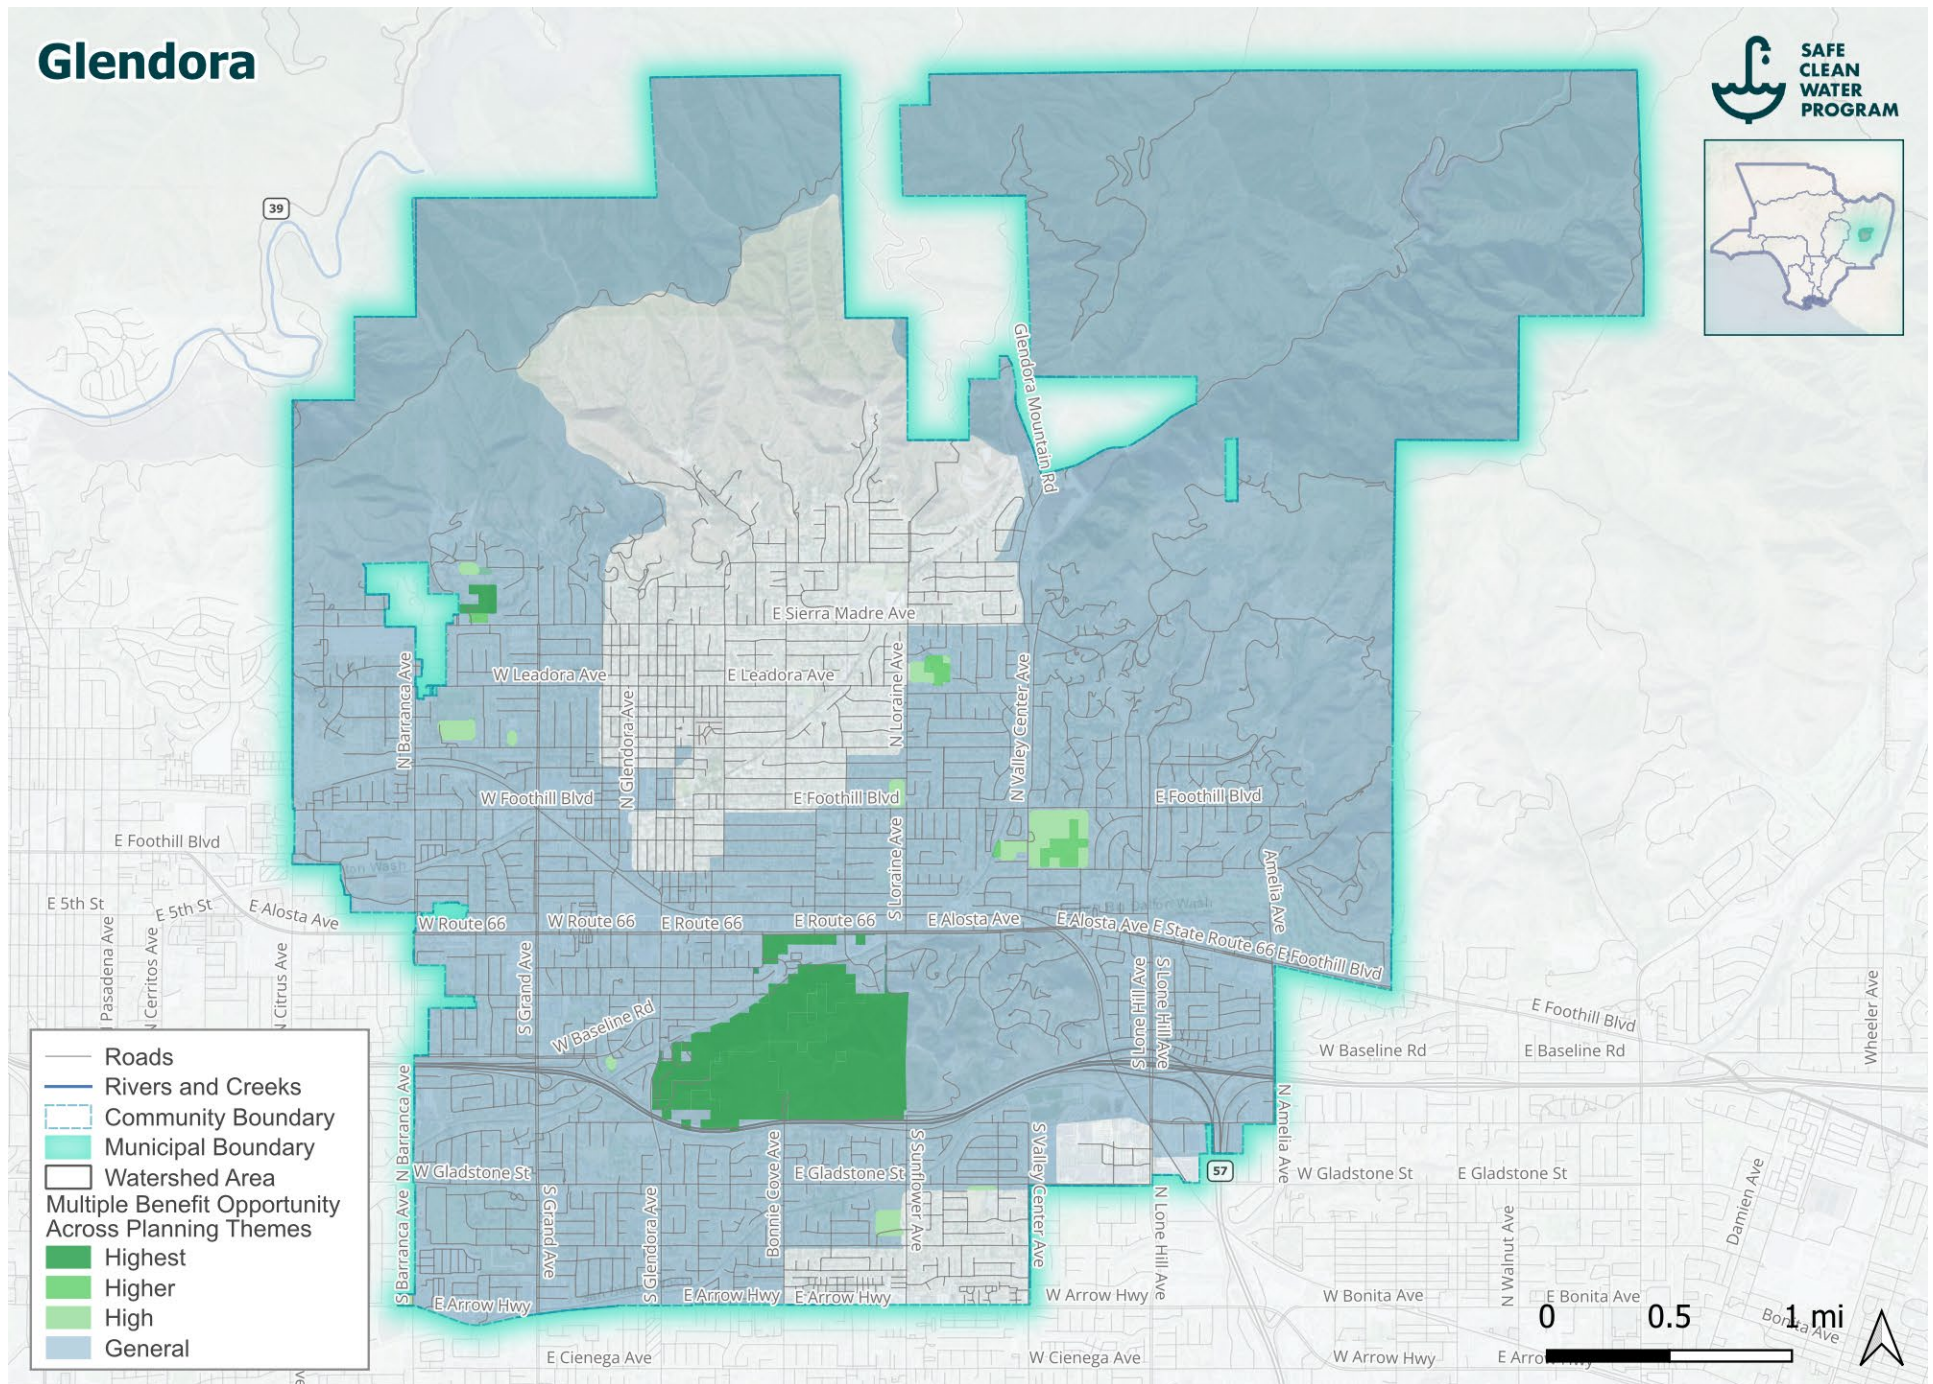 Glendora
SAFE
CLEAN
WATER
PROGRAM
39
Glendora Mountain Rd
E Sierra Madre Ave
W Leadora Ave
E Leadora Ave
N Barranca Ave
N Glendora Ave
N Loraine Ave
N Valley Center Ave
W Foothill Blvd
E Foothill Blvd
E Foothill Blvd
E Foothill Blvd
S Loraine Ave
Amelia Ave
E 5th St
E 5th St
E Alosta Ave
W Route 66
W Route 66
E Route 66
E Route 66
E Alosta Ave
E Alosta Ave
E State Route 66
E Foothill Blvd
Dalton Wash
N Cerritos Ave
N Citrus Ave
S Grand Ave
W Baseline Rd
S Lone Hill Ave
S Lone Hill Ave
E Foothill Blvd
Wheeler Ave
W Baseline Rd
E Baseline Rd
N Barranca Ave
S Barranca Ave
W Gladstone St
E Gladstone St
S Grand Ave
S Glendora Ave
Bonnie Cove Ave
S Sunflower Ave
S Valley Center Ave
N Lone Hill Ave
57
N Amelia Ave
W Gladstone St
E Gladstone St
Damien Ave
N Walnut Ave
E Arrow Hwy
E Arrow Hwy
E Arrow Hwy
W Arrow Hwy
W Bonita Ave
E Bonita Ave
Bonita Ave
E Cienega Ave
W Cienega Ave
W Arrow Hwy
Roads
Rivers and Creeks
Community Boundary
Municipal Boundary
Watershed Area
Multiple Benefit Opportunity
Across Planning Themes
Highest
Higher
High
General
0 0.5 1 mi